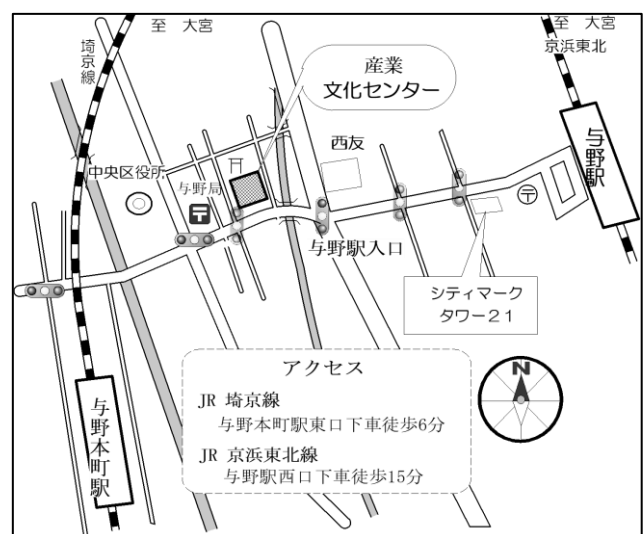 至　大宮
埼京線
至　大宮
京浜東北
産業
文化センター
与野駅
西友
中央区役所
与野局
〒
〒
与野駅入口
シティマーク
タワー２１
アクセス
JR 埼京線
与野本町駅東口下車徒歩6分
JR 京浜東北線
与野駅西口下車徒歩15分
N
与野本町駅